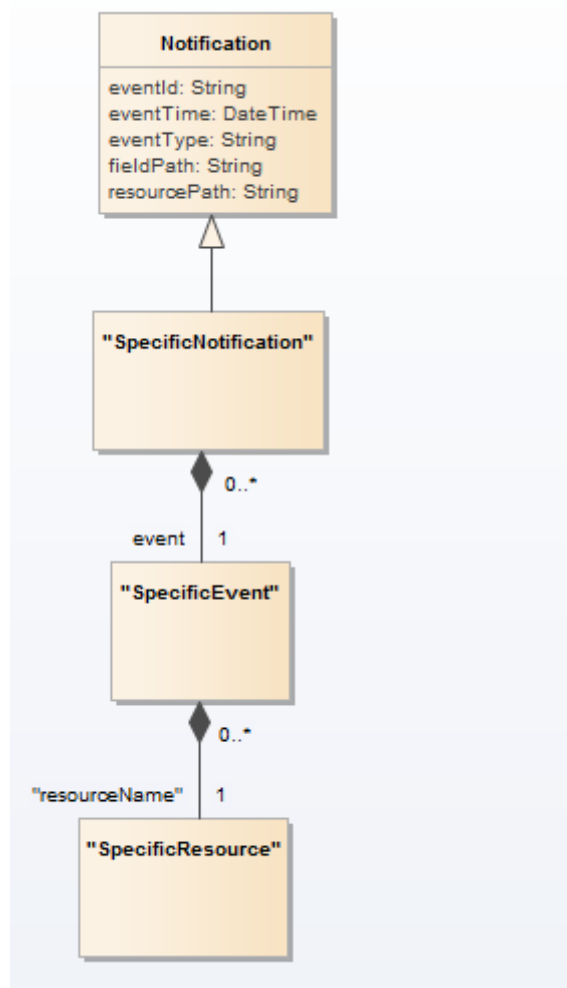 Notification
eventId: String
eventTime: DateTime
eventType: String
fieldPath: String
resourcePath: String
"SpecificNotification"
0..*
event 1
"SpecificEvent"
0..*
"resourceName" 1
"SpecificResource"